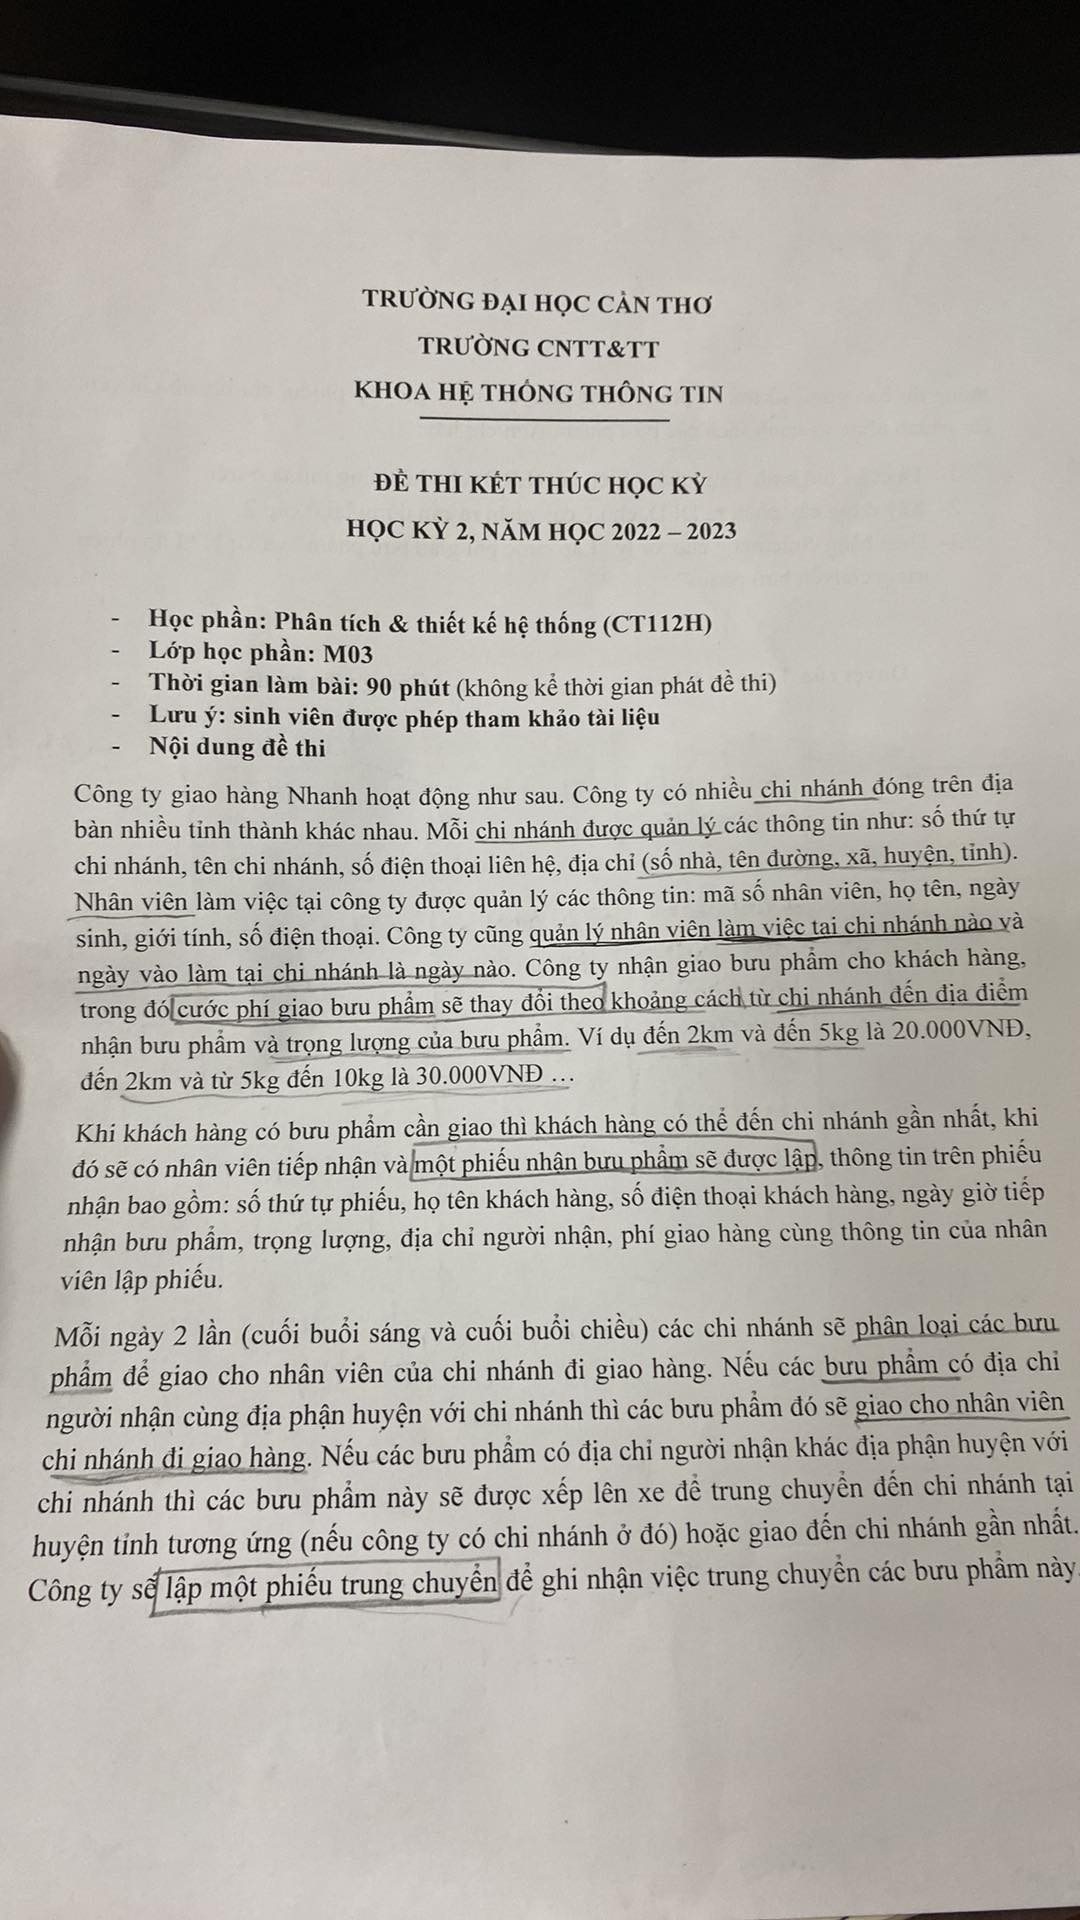 TRƯỜNG ĐẠI HỌC CẦN THƠ
TRƯỜNG CNTT&TT
KHOA HỆ THỐNG THÔNG TIN
ĐỀ THI KẾT THÚC HỌC KỲ
HỌC KỲ 2, NĂM HỌC 2022 – 2023
- Học phần: Phân tích & thiết kế hệ thống (CT112H)
- Lớp học phần: M03
- Thời gian làm bài: 90 phút (không kể thời gian phát đề thi)
- Lưu ý: sinh viên được phép tham khảo tài liệu
- Nội dung đề thi
Công ty giao hàng Nhanh hoạt động như sau. Công ty có nhiều chi nhánh đóng trên địa
bàn nhiều tỉnh thành khác nhau. Mỗi chi nhánh được quản lý các thông tin như: số thứ tự
chi nhánh, tên chi nhánh, số điện thoại liên hệ, địa chỉ (số nhà, tên đường, xã, huyện, tỉnh).
Nhân viên làm việc tại công ty được quản lý các thông tin: mã số nhân viên, họ tên, ngày
sinh, giới tính, số điện thoại. Công ty cũng quản lý nhân viên làm việc tại chi nhánh nào và
ngày vào làm tại chi nhánh là ngày nào. Công ty nhận giao bưu phẩm cho khách hàng,
trong đó cước phí giao bưu phẩm sẽ thay đổi theo khoảng cách từ chi nhánh đến địa điểm
nhận bưu phẩm và trọng lượng của bưu phẩm. Ví dụ đến 2km và đến 5kg là 20.000VNĐ,
đến 2km và từ 5kg đến 10kg là 30.000VNĐ …
Khi khách hàng có bưu phẩm cần giao thì khách hàng có thể đến chi nhánh gần nhất, khi
đó sẽ có nhân viên tiếp nhận và một phiếu nhận bưu phẩm sẽ được lập, thông tin trên phiếu
nhận bao gồm: số thứ tự phiếu, họ tên khách hàng, số điện thoại khách hàng, ngày giờ tiếp
nhận bưu phẩm, trọng lượng, địa chỉ người nhận, phí giao hàng cùng thông tin của nhân
viên lập phiếu.
Mỗi ngày 2 lần (cuối buổi sáng và cuối buổi chiều) các chi nhánh sẽ phân loại các bưu
phẩm để giao cho nhân viên của chi nhánh đi giao hàng. Nếu các bưu phẩm có địa chỉ
người nhận cùng địa phận huyện với chi nhánh thì các bưu phẩm đó sẽ giao cho nhân viên
chi nhánh đi giao hàng. Nếu các bưu phẩm có địa chỉ người nhận khác địa phận huyện với
chi nhánh thì các bưu phẩm này sẽ được xếp lên xe để trung chuyển đến chi nhánh tại
huyện tỉnh tương ứng (nếu công ty có chi nhánh ở đó) hoặc giao đến chi nhánh gần nhất.
Công ty sẽ lập một phiếu trung chuyển để ghi nhận việc trung chuyển các bưu phẩm này.